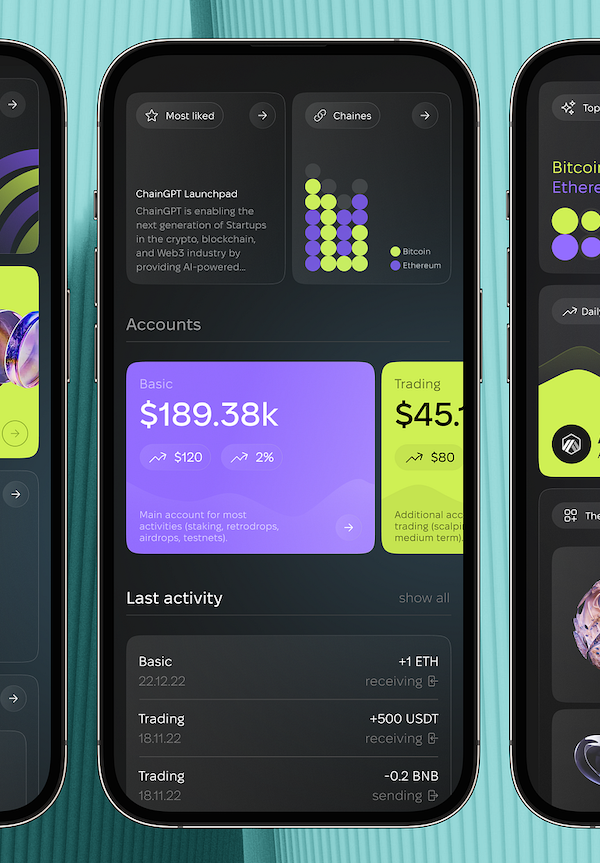 Most liked
Chaines
ChainGPT Launchpad
ChainGPT is enabling the
next generation of Startups
in the crypto, blockchain,
and Web3 industry by
providing AI-powered...
Bitcoin
Ethereum
Accounts
Basic
$189.38k
$120
2%
Main account for most
activities (staking, retrodrops,
airdrops, testnets).
Trading
$45.
$80
Additional acc
trading (scalpi
medium term).
Last activity
show all
Basic
+1 ETH
22.12.22
receiving
Trading
+500 USDT
18.11.22
receiving
Trading
-0.2 BNB
18.11.22
sending
Top
Bitcoi
Ethere
Daily
The